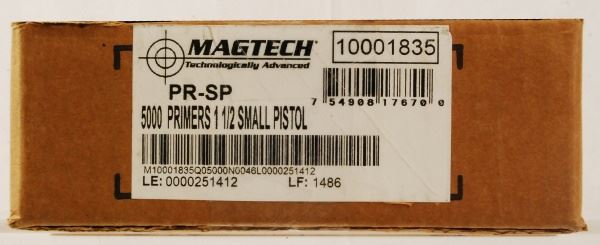 MAGTECH®
Technologically Advanced
10001835
PR-SP
7 54908 17670 0
5000 PRIMERS 1 1/2 SMALL PISTOL
M10001835Q05000N0046L0000251412
LE: 0000251412 LF: 1486